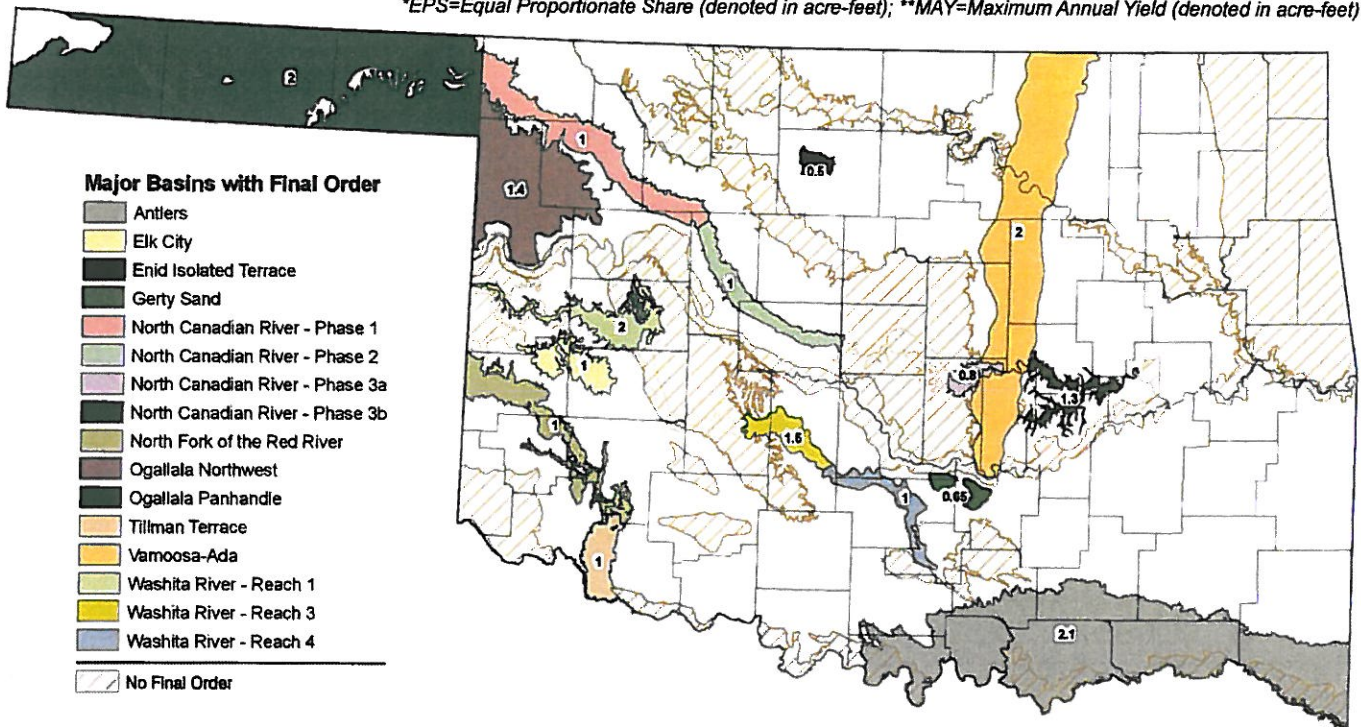 *EPS=Equal Proportionate Share (denoted in acre-feet); **MAY=Maximum Annual Yield (denoted in acre-feet)
2
1
1.4
0.5
2
1
2
1
0.8
1.3
1
1.5
1
0.65
1
2.1
Major Basins with Final Order
Antlers
Elk City
Enid Isolated Terrace
Gerty Sand
North Canadian River - Phase 1
North Canadian River - Phase 2
North Canadian River - Phase 3a
North Canadian River - Phase 3b
North Fork of the Red River
Ogallala Northwest
Ogallala Panhandle
Tillman Terrace
Vamoosa-Ada
Washita River - Reach 1
Washita River - Reach 3
Washita River - Reach 4
No Final Order